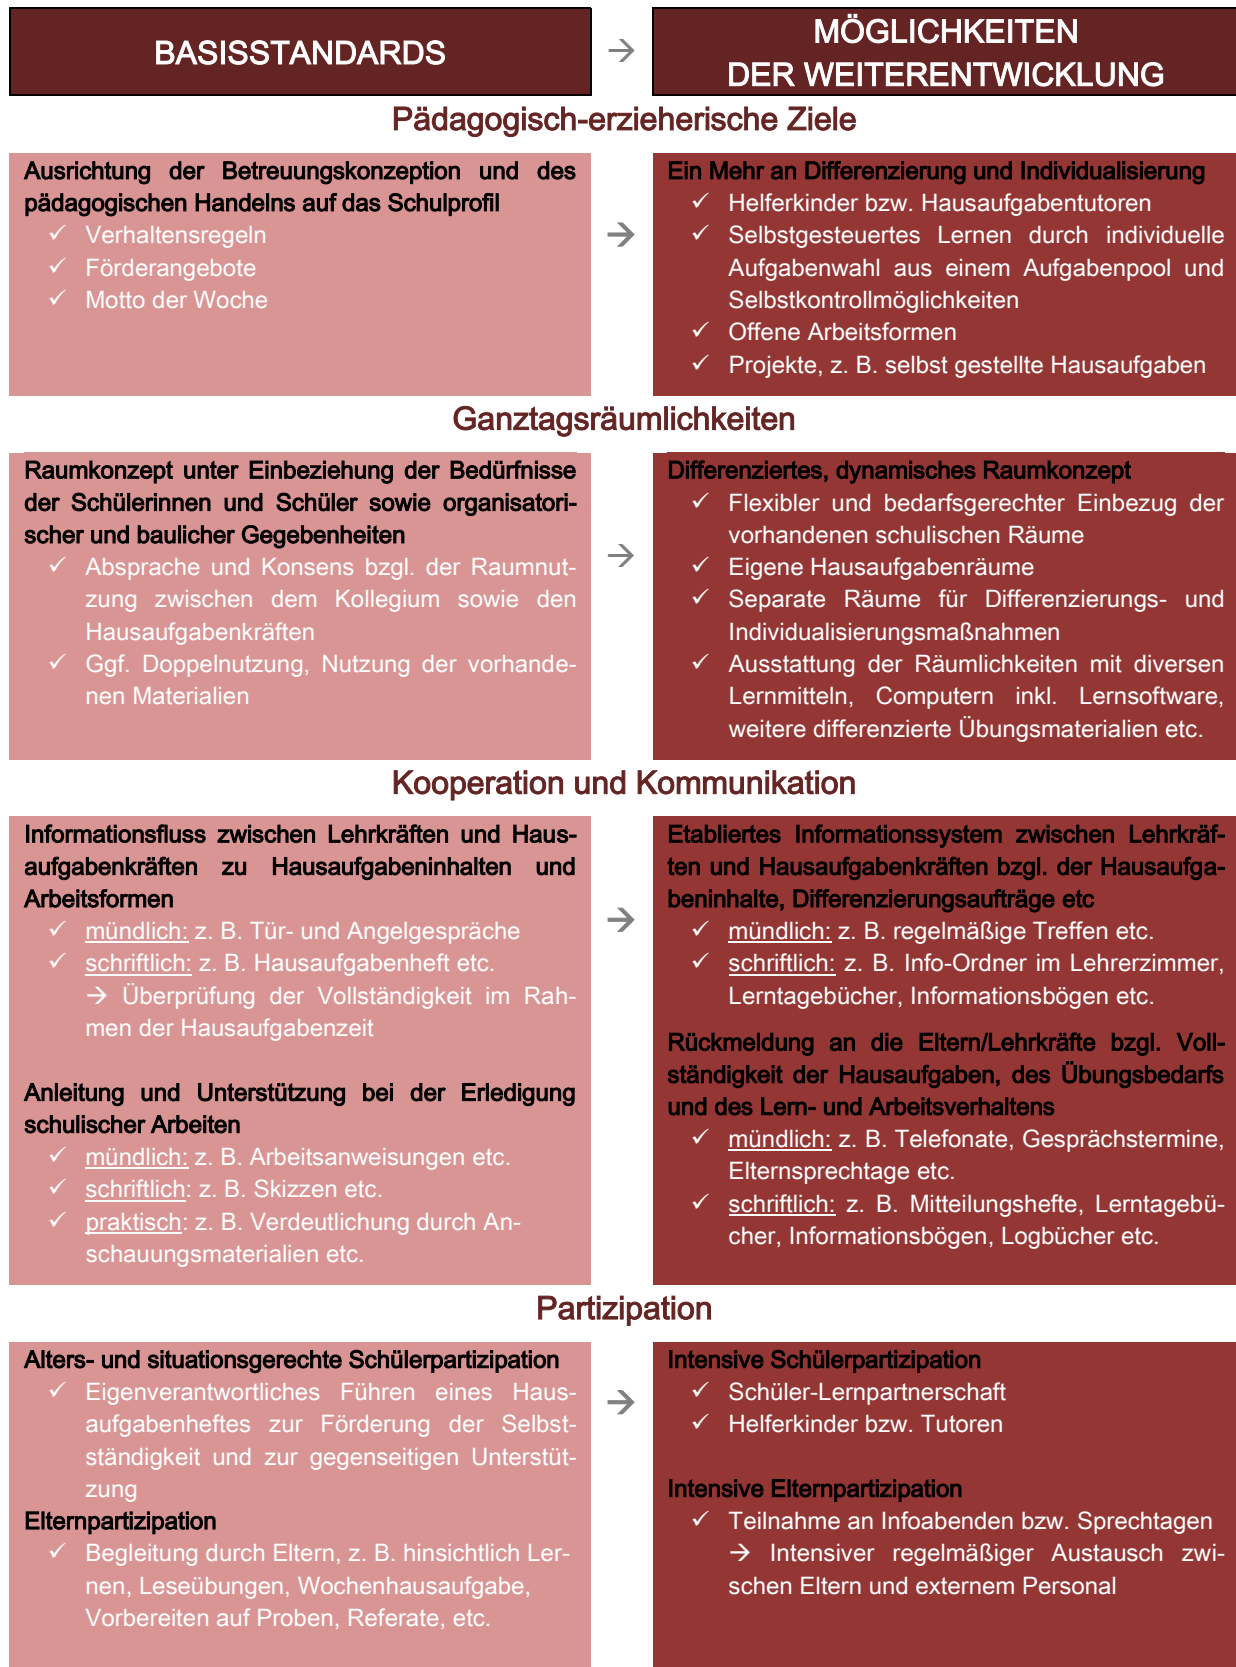 BASISSTANDARDS
→
MÖGLICHKEITEN
DER WEITERENTWICKLUNG
Pädagogisch-erzieherische Ziele
Ausrichtung der Betreuungskonzeption und des
pädagogischen Handelns auf das Schulprofil
✓ Verhaltensregeln
✓ Förderangebote
✓ Motto der Woche
→
Ein Mehr an Differenzierung und Individualisierung
✓ Helferkinder bzw. Hausaufgabentutoren
✓ Selbstgesteuertes Lernen durch individuelle
Aufgabenwahl aus einem Aufgabenpool und
Selbstkontrollmöglichkeiten
✓ Offene Arbeitsformen
✓ Projekte, z. B. selbst gestellte Hausaufgaben
Ganztagsräumlichkeiten
Raumkonzept unter Einbeziehung der Bedürfnisse
der Schülerinnen und Schüler sowie organisatori-
scher und baulicher Gegebenheiten
✓ Absprache und Konsens bzgl. der Raumnut-
zung zwischen dem Kollegium sowie den
Hausaufgabenkräften
✓ Ggf. Doppelnutzung, Nutzung der vorhande-
nen Materialien
→
Differenziertes, dynamisches Raumkonzept
✓ Flexibler und bedarfsgerechter Einbezug der
vorhandenen schulischen Räume
✓ Eigene Hausaufgabenräume
✓ Separate Räume für Differenzierungs- und
Individualisierungsmaßnahmen
✓ Ausstattung der Räumlichkeiten mit diversen
Lernmitteln, Computern inkl. Lernsoftware,
weitere differenzierte Übungsmaterialien etc.
Kooperation und Kommunikation
Informationsfluss zwischen Lehrkräften und Haus-
aufgabenkräften zu Hausaufgabeninhalten und
Arbeitsformen
✓ mündlich: z. B. Tür- und Angelgespräche
✓ schriftlich: z. B. Hausaufgabenheft etc.
→ Überprüfung der Vollständigkeit im Rah-
men der Hausaufgabenzeit
Anleitung und Unterstützung bei der Erledigung
schulischer Arbeiten
✓ mündlich: z. B. Arbeitsanweisungen etc.
✓ schriftlich: z. B. Skizzen etc.
✓ praktisch: z. B. Verdeutlichung durch An-
schauungsmaterialien etc.
→
Etabliertes Informationssystem zwischen Lehrkräf-
ten und Hausaufgabenkräften bzgl. der Hausaufga-
beninhalte, Differenzierungsaufträge etc
✓ mündlich: z. B. regelmäßige Treffen etc.
✓ schriftlich: z. B. Info-Ordner im Lehrerzimmer,
Lerntagebücher, Informationsbögen etc.
Rückmeldung an die Eltern/Lehrkräfte bzgl. Voll-
ständigkeit der Hausaufgaben, des Übungsbedarfs
und des Lern- und Arbeitsverhaltens
✓ mündlich: z. B. Telefonate, Gesprächstermine,
Elternsprechtage etc.
✓ schriftlich: z. B. Mitteilungshefte, Lerntagebü-
cher, Informationsbögen, Logbücher etc.
Partizipation
Alters- und situationsgerechte Schülerpartizipation
✓ Eigenverantwortliches Führen eines Haus-
aufgabenheftes zur Förderung der Selbst-
ständigkeit und zur gegenseitigen Unterstüt-
zung
Elternpartizipation
✓ Begleitung durch Eltern, z. B. hinsichtlich Ler-
nen, Leseübungen, Wochenhausaufgabe,
Vorbereiten auf Proben, Referate, etc.
→
Intensive Schülerpartizipation
✓ Schüler-Lernpartnerschaft
✓ Helferkinder bzw. Tutoren
Intensive Elternpartizipation
✓ Teilnahme an Infoabenden bzw. Sprechtagen
→ Intensiver regelmäßiger Austausch zwi-
schen Eltern und externem Personal